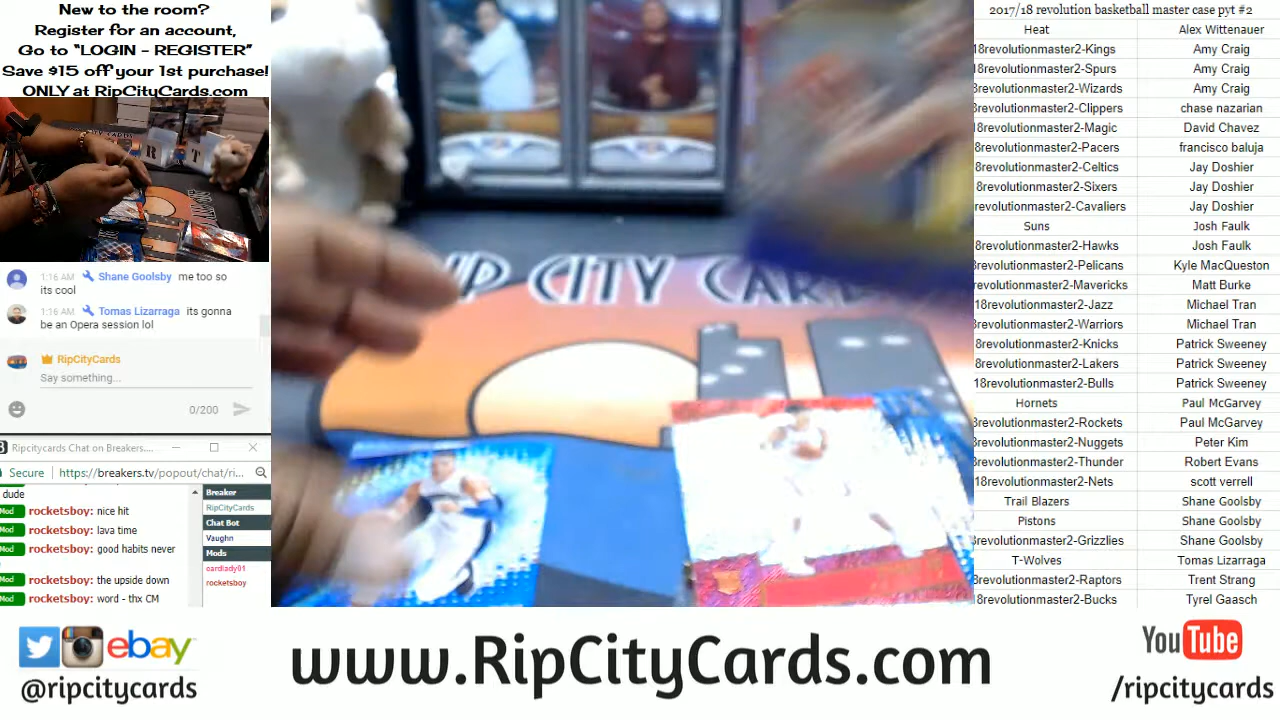 New to the room?
Register for an account,
Go to “LOGIN - REGISTER”
Save $15 off your 1st purchase!
ONLY at RipCityCards.com
1:16 AM Shane Goolsby me too so
its cool
1:16 AM Tomas Lizarraga its gonna
be an Opera session lol
RipCityCards
Say something...
0/200
Ripcitycards Chat on Breakers....
Secure https://breakers.tv/popout/chat/ri...
dude
Mod rocketsboy: nice hit
Mod rocketsboy: lava time
Mod rocketsboy: good habits never
Mod rocketsboy: the upside down
Mod rocketsboy: word - thx CM
Breaker
RipCityCards
Chat Bot
Vaughn
Mods
cardlady01
rocketsboy
CITY CAR
2017/18 revolution basketball master case pyt #2
Heat Alex Wittenauer
18revolutionmaster2-Kings Amy Craig
18revolutionmaster2-Spurs Amy Craig
8revolutionmaster2-Wizards Amy Craig
8revolutionmaster2-Clippers chase nazarian
18revolutionmaster2-Magic David Chavez
8revolutionmaster2-Pacers francisco baluja
8revolutionmaster2-Celtics Jay Doshier
8revolutionmaster2-Sixers Jay Doshier
revolutionmaster2-Cavaliers Jay Doshier
Suns Josh Faulk
8revolutionmaster2-Hawks Josh Faulk
8revolutionmaster2-Pelicans Kyle MacQueston
revolutionmaster2-Mavericks Matt Burke
18revolutionmaster2-Jazz Michael Tran
revolutionmaster2-Warriors Michael Tran
8revolutionmaster2-Knicks Patrick Sweeney
8revolutionmaster2-Lakers Patrick Sweeney
18revolutionmaster2-Bulls Patrick Sweeney
Hornets Paul McGarvey
8revolutionmaster2-Rockets Paul McGarvey
8revolutionmaster2-Nuggets Peter Kim
8revolutionmaster2-Thunder Robert Evans
18revolutionmaster2-Nets scott verrell
Trail Blazers Shane Goolsby
Pistons Shane Goolsby
8revolutionmaster2-Grizzlies Shane Goolsby
T-Wolves Tomas Lizarraga
8revolutionmaster2-Raptors Trent Strang
8revolutionmaster2-Bucks Tyrel Gaasch
ebay
@ripcitycards
www.RipCityCards.com
YouTube
/ripcitycards